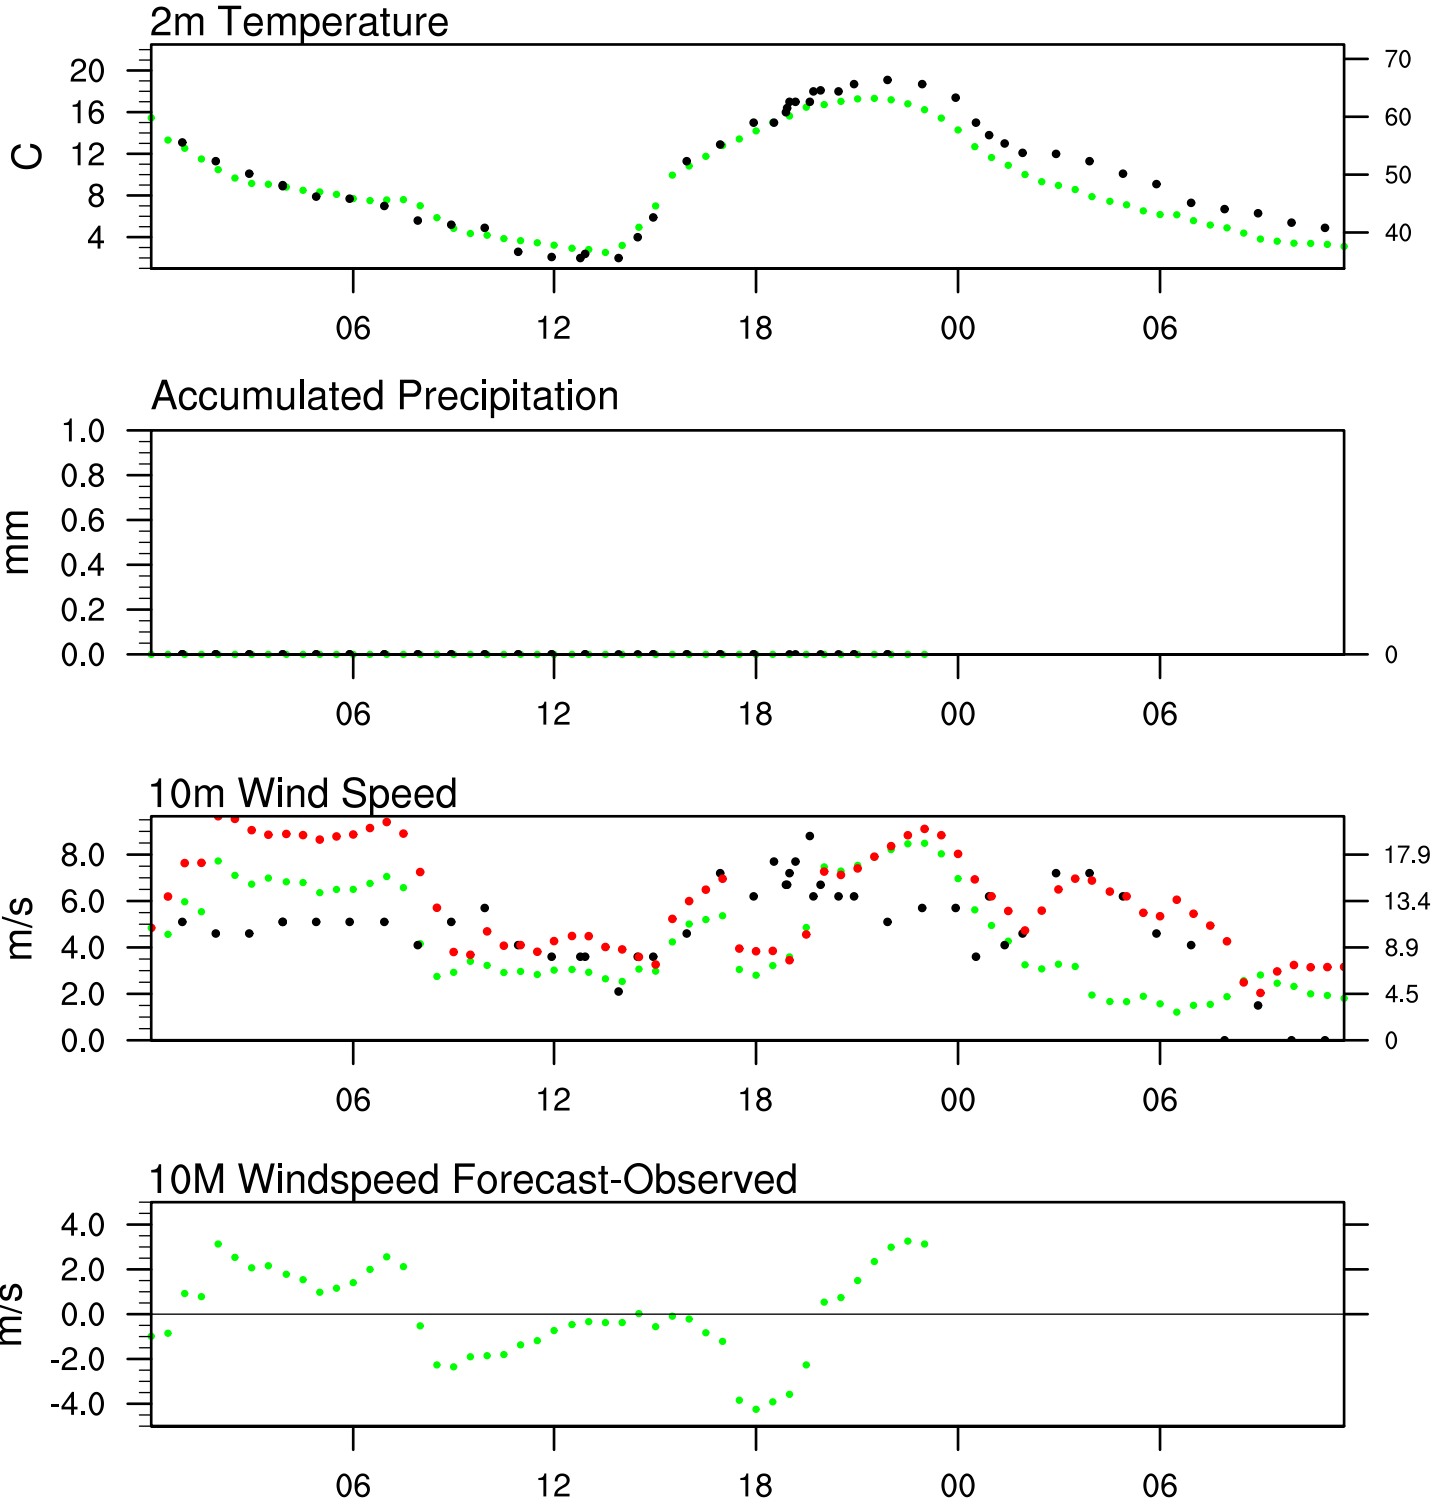 2m Temperature
20
16
12
8
4
C
70
60
50
40
06 12 18 00 06
Accumulated Precipitation
1.0
0.8
0.6
0.4
0.2
0.0
mm
0
06 12 18 00 06
10m Wind Speed
8.0
6.0
4.0
2.0
0.0
m/s
17.9
13.4
8.9
4.5
0
06 12 18 00 06
10M Windspeed Forecast-Observed
4.0
2.0
0.0
-2.0
-4.0
m/s
06 12 18 00 06